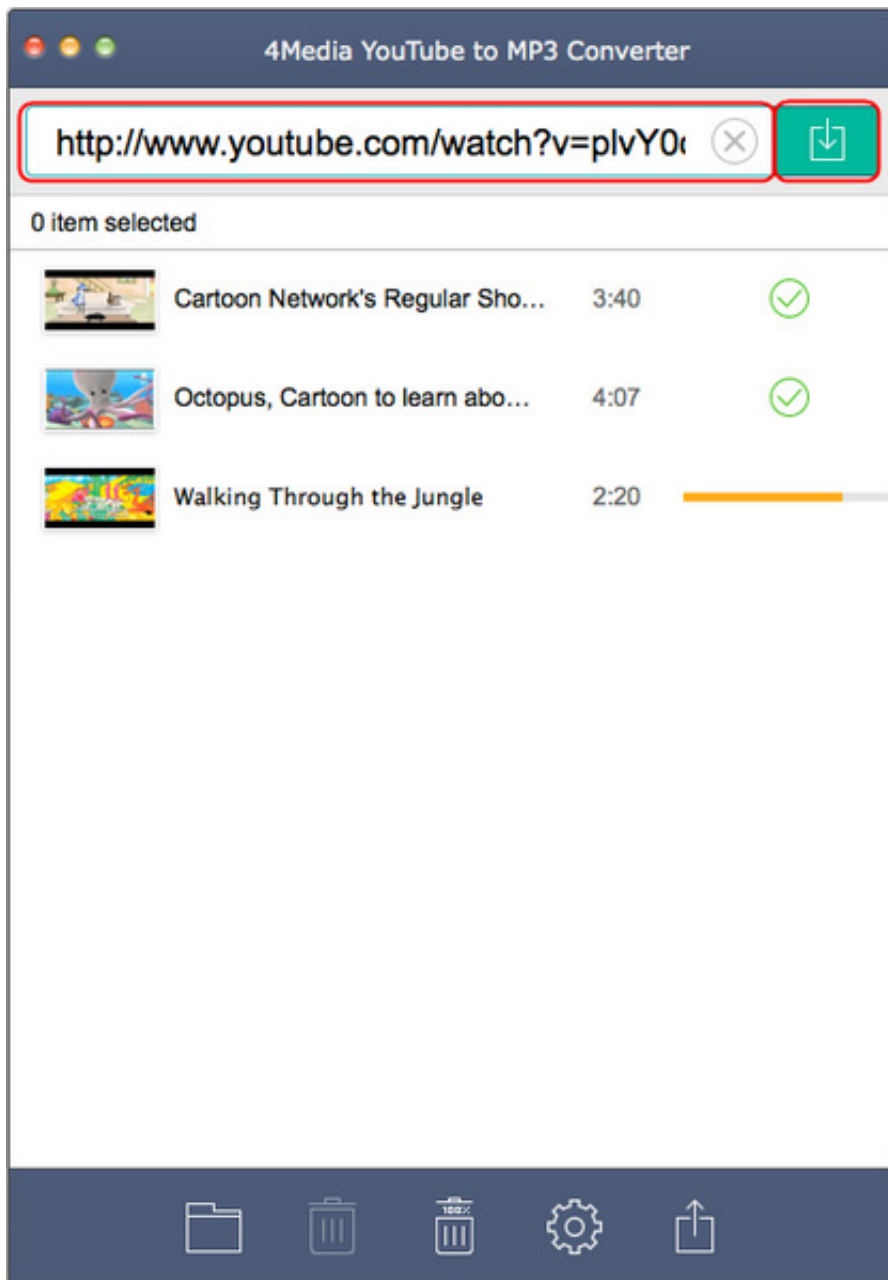 4Media YouTube to MP3 Converter
http://www.youtube.com/watch?v=plvY0
0 item selected
Cartoon Network's Regular Sho... 3:40
Octopus, Cartoon to learn abo... 4:07
Walking Through the Jungle 2:20
100%